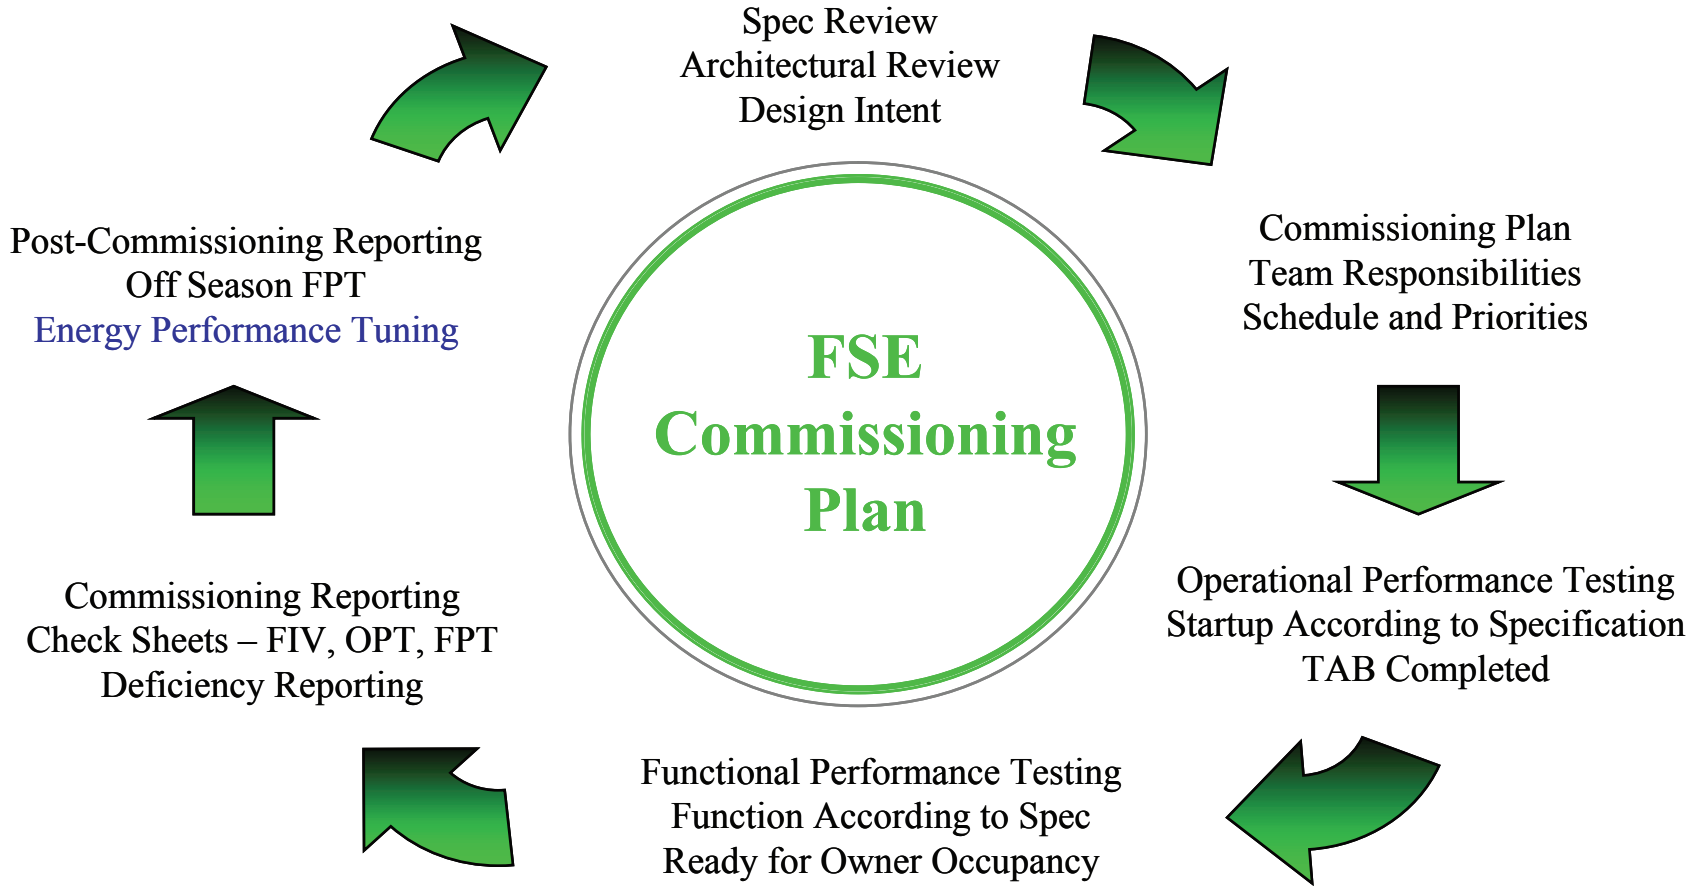 Spec Review
Architectural Review
Design Intent
Commissioning Plan
Team Responsibilities
Schedule and Priorities
Operational Performance Testing
Startup According to Specification
TAB Completed
Functional Performance Testing
Function According to Spec
Ready for Owner Occupancy
Commissioning Reporting
Check Sheets – FIV, OPT, FPT
Deficiency Reporting
Post-Commissioning Reporting
Off Season FPT
Energy Performance Tuning
FSE
Commissioning
Plan